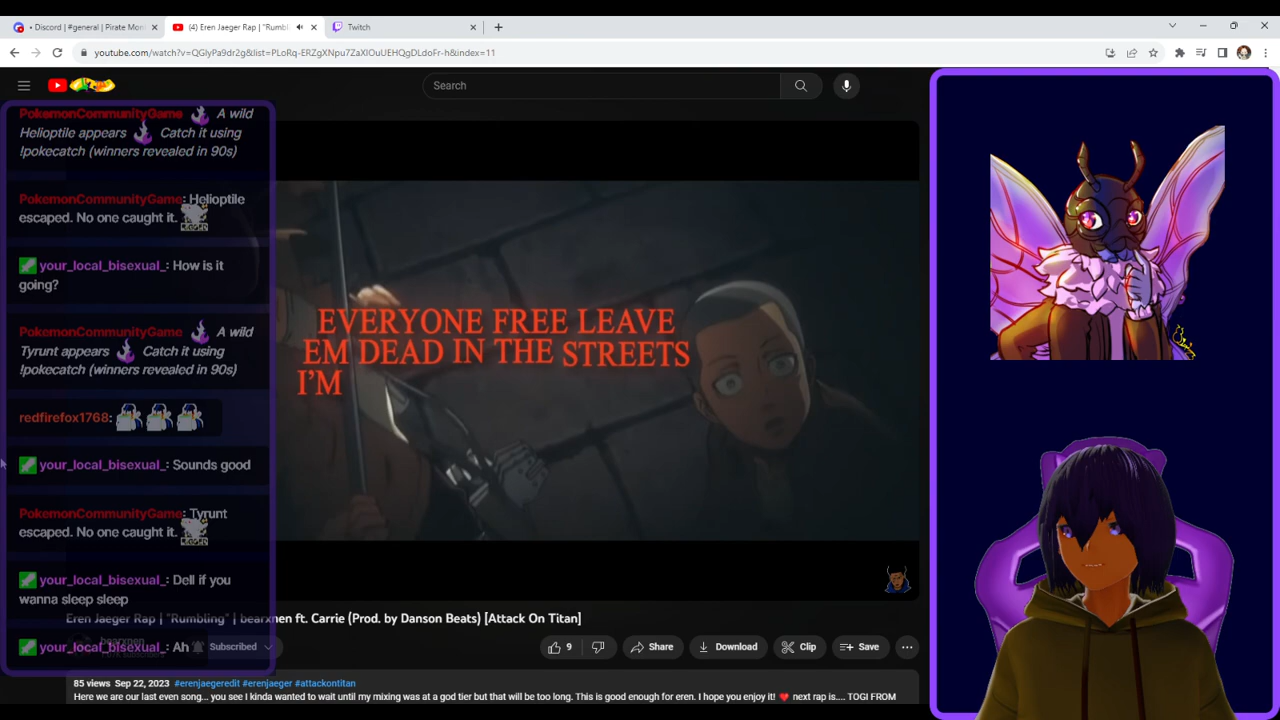 • Discord | #general | Pirate Mon
(4) Eren Jaeger Rap | "Rumbli
Twitch
youtube.com/watch?v=QGlyPa9dr2g&list=PLoRq-ERZgXNpu7ZaXlOuUEHQgDLdoFr-h&index=11
Search
PokemonCommunityGame A wild
Helioptile appears Catch it using
!pokecatch (winners revealed in 90s)
PokemonCommunityGame: Helioptile
escaped. No one caught it.
your_local_bisexual_: How is it
going?
PokemonCommunityGame A wild
Tyrunt appears Catch it using
!pokecatch (winners revealed in 90s)
redfirefox1768:
your_local_bisexual_: Sounds good
PokemonCommunityGame: Tyrunt
escaped. No one caught it.
your_local_bisexual_: Dell if you
wanna sleep sleep
your_local_bisexual_: Ah
EVERYONE FREE LEAVE
EM DEAD IN THE STREETS
I'M
Eren Jaeger Rap | "Rumbling" | bearxnen ft. Carrie (Prod. by Danson Beats) [Attack On Titan]
bearxnen
Subscribed
9
Share
Download
Clip
Save
85 views Sep 22, 2023 #erenjaegeredit #erenjaeger #attackontitan
Here we are our last even song... you see I kinda wanted to wait until my mixing was at a god tier but that will be too long. This is good enough for eren. I hope you enjoy it! ❤️ next rap is.... TOGI FROM